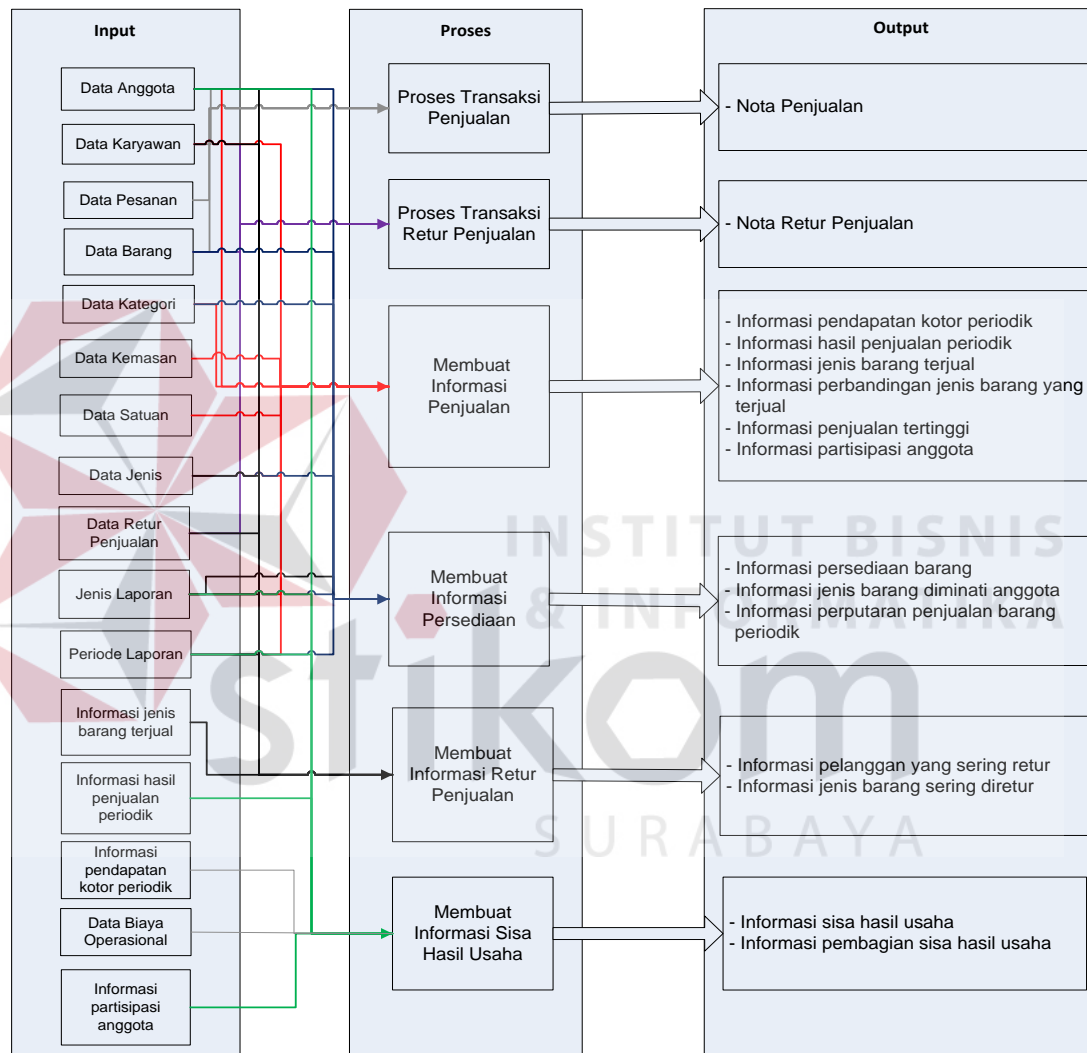 Input
Data Anggota
Data Karyawan
Data Pesanan
Data Barang
Data Kategori
Data Kemasan
Data Satuan
Data Jenis
Data Retur
Penjualan
Jenis Laporan
Periode Laporan
Informasi jenis
barang terjual
Informasi hasil
penjualan
periodik
Informasi
pendapatan
kotor periodik
Data Biaya
Operasional
Informasi
partisipasi
anggota
Proses
Proses Transaksi
Penjualan
Proses Transaksi
Retur Penjualan
Membuat
Informasi
Penjualan
Membuat
Informasi
Persediaan
Membuat
Informasi Retur
Penjualan
Membuat
Informasi Sisa
Hasil Usaha
Output
- Nota Penjualan
- Nota Retur Penjualan
- Informasi pendapatan kotor periodik
- Informasi hasil penjualan periodik
- Informasi jenis barang terjual
- Informasi perbandingan jenis barang yang
terjual
- Informasi penjualan tertinggi
- Informasi partisipasi anggota
- Informasi persediaan barang
- Informasi jenis barang diminati anggota
- Informasi perputaran penjualan barang
periodik
- Informasi pelanggan yang sering retur
- Informasi jenis barang sering diretur
- Informasi sisa hasil usaha
- Informasi pembagian sisa hasil usaha
INSTITUT BISNIS
& INFORMATIKA
stikom
SURABAYA